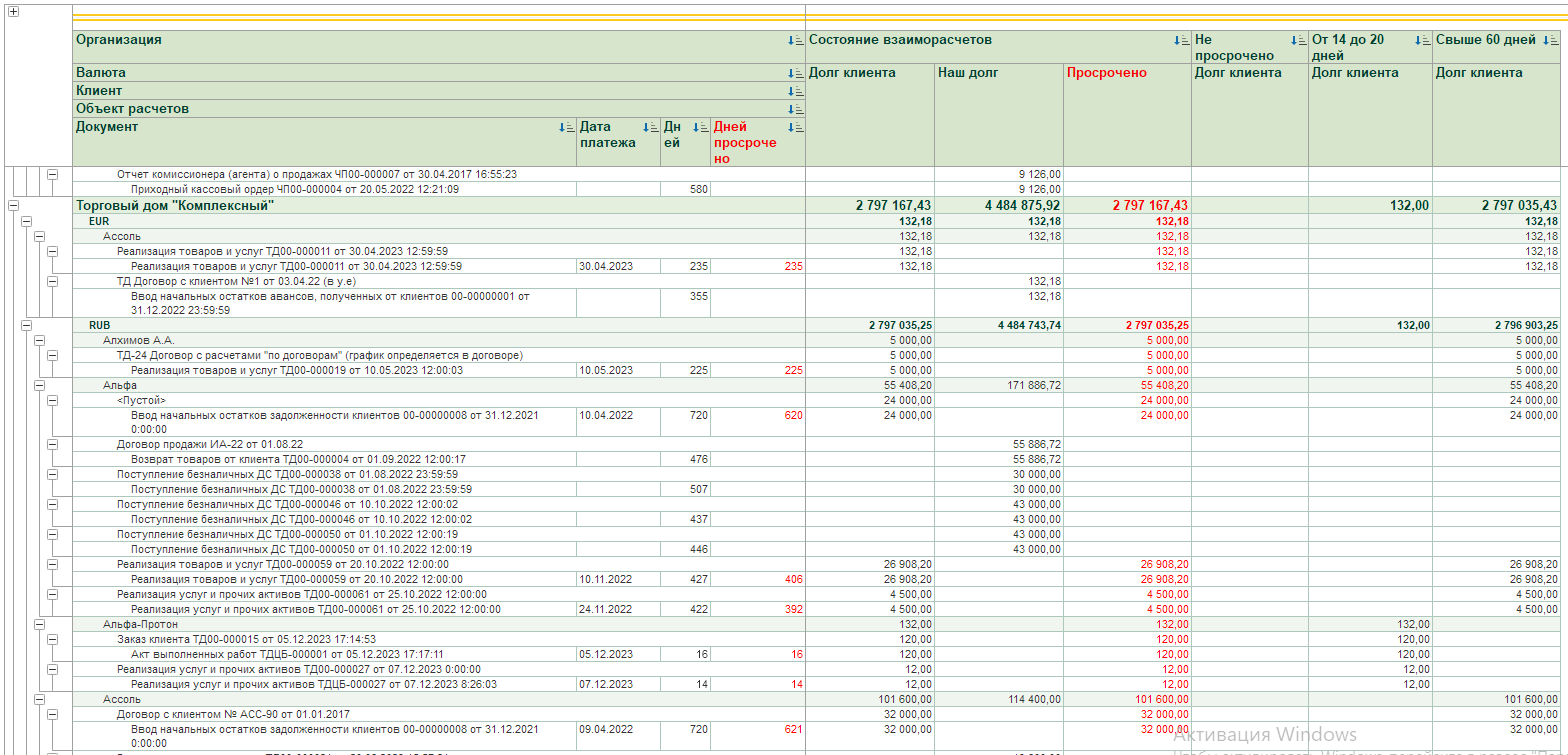 Организация Состояние взаиморасчетов Не просрочено От 14 до 20 дней Свыше 60 дней
Валюта Долг клиента Наш долг Просрочено Долг клиента Долг клиента Долг клиента
Клиент
Объект расчетов
Документ Дата платежа Дн ей Дней просроче но
Отчет комиссионера (агента) о продажах ЧП00-000007 от 30.04.2017 16:55:23 9 126,00
Приходный кассовый ордер ЧП00-000004 от 20.05.2022 12:21:09 580 9 126,00
Торговый дом "Комплексный" 2 797 167,43 4 484 875,92 2 797 167,43 132,00 2 797 035,43
EUR 132,18 132,18 132,18 132,18
Ассоль 132,18 132,18 132,18 132,18
Реализация товаров и услуг ТД00-000011 от 30.04.2023 12:59:59 132,18 132,18 132,18
Реализация товаров и услуг ТД00-000011 от 30.04.2023 12:59:59 30.04.2023 235 235 132,18 132,18 132,18
ТД Договор с клиентом №1 от 03.04.22 (в у.е) 132,18
Ввод начальных остатков авансов, полученных от клиентов 00-00000001 от 355 132,18
31.12.2022 23:59:59
RUB 2 797 035,25 4 484 743,74 2 797 035,25 132,00 2 796 903,25
Алхимов А.А. 5 000,00 5 000,00 5 000,00
ТД-24 Договор с расчетами "по договорам" (график определяется в договоре) 5 000,00 5 000,00 5 000,00
Реализация товаров и услуг ТД00-000019 от 10.05.2023 12:00:03 10.05.2023 225 225 5 000,00 5 000,00 5 000,00
Альфа 55 408,20 171 886,72 55 408,20 55 408,20
<Пустой> 24 000,00 24 000,00 24 000,00
Ввод начальных остатков задолженности клиентов 00-00000008 от 31.12.2021 10.04.2022 720 620 24 000,00 24 000,00 24 000,00
0:00:00
Договор продажи ИА-22 от 01.08.22 55 886,72
Возврат товаров от клиента ТД00-000004 от 01.09.2022 12:00:17 476 55 886,72
Поступление безналичных ДС ТД00-000038 от 01.08.2022 23:59:59 30 000,00
Поступление безналичных ДС ТД00-000038 от 01.08.2022 23:59:59 507 30 000,00
Поступление безналичных ДС ТД00-000046 от 10.10.2022 12:00:02 43 000,00
Поступление безналичных ДС ТД00-000046 от 10.10.2022 12:00:02 437 43 000,00
Поступление безналичных ДС ТД00-000050 от 01.10.2022 12:00:19 43 000,00
Поступление безналичных ДС ТД00-000050 от 01.10.2022 12:00:19 446 43 000,00
Реализация товаров и услуг ТД00-000059 от 20.10.2022 12:00:00 26 908,20 26 908,20 26 908,20
Реализация товаров и услуг ТД00-000059 от 20.10.2022 12:00:00 10.11.2022 427 406 26 908,20 26 908,20 26 908,20
Реализация услуг и прочих активов ТД00-000061 от 25.10.2022 12:00:00 4 500,00 4 500,00 4 500,00
Реализация услуг и прочих активов ТД00-000061 от 25.10.2022 12:00:00 24.11.2022 422 392 4 500,00 4 500,00 4 500,00
Альфа-Протон 132,00 132,00 132,00
Заказ клиента ТД00-000015 от 05.12.2023 17:14:53 120,00 120,00 120,00
Акт выполненных работ ТДЦБ-000001 от 05.12.2023 17:17:11 05.12.2023 16 16 120,00 120,00 120,00
Реализация услуг и прочих активов ТД00-000027 от 07.12.2023 0:00:00 12,00 12,00 12,00
Реализация услуг и прочих активов ТДЦБ-000027 от 07.12.2023 8:26:03 07.12.2023 14 14 12,00 12,00 12,00
Ассоль 101 600,00 114 400,00 101 600,00 101 600,00
Договор с клиентом № АСС-90 от 01.01.2017 32 000,00 32 000,00 32 000,00
Ввод начальных остатков задолженности клиентов 00-00000008 от 31.12.2021 09.04.2022 720 621 32 000,00 32 000,00 32 000,00
0:00:00
Активация Windows